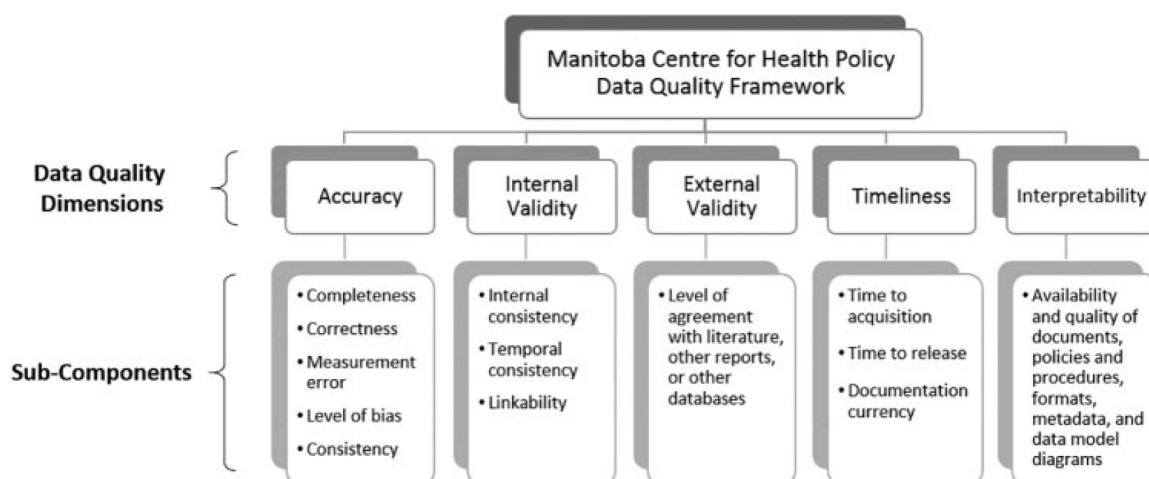 Manitoba Centre for Health Policy
Data Quality Framework
Data Quality
Dimensions
Accuracy
Internal
Validity
External
Validity
Timeliness
Interpretability
Sub-Components
• Completeness
• Correctness
• Measurement
error
• Level of bias
• Consistency
• Internal
consistency
• Temporal
consistency
• Linkability
• Level of
agreement
with literature,
other reports,
or other
databases
• Time to
acquisition
• Time to release
• Documentation
currency
• Availability
and quality of
documents,
policies and
procedures,
formats,
metadata, and
data model
diagrams